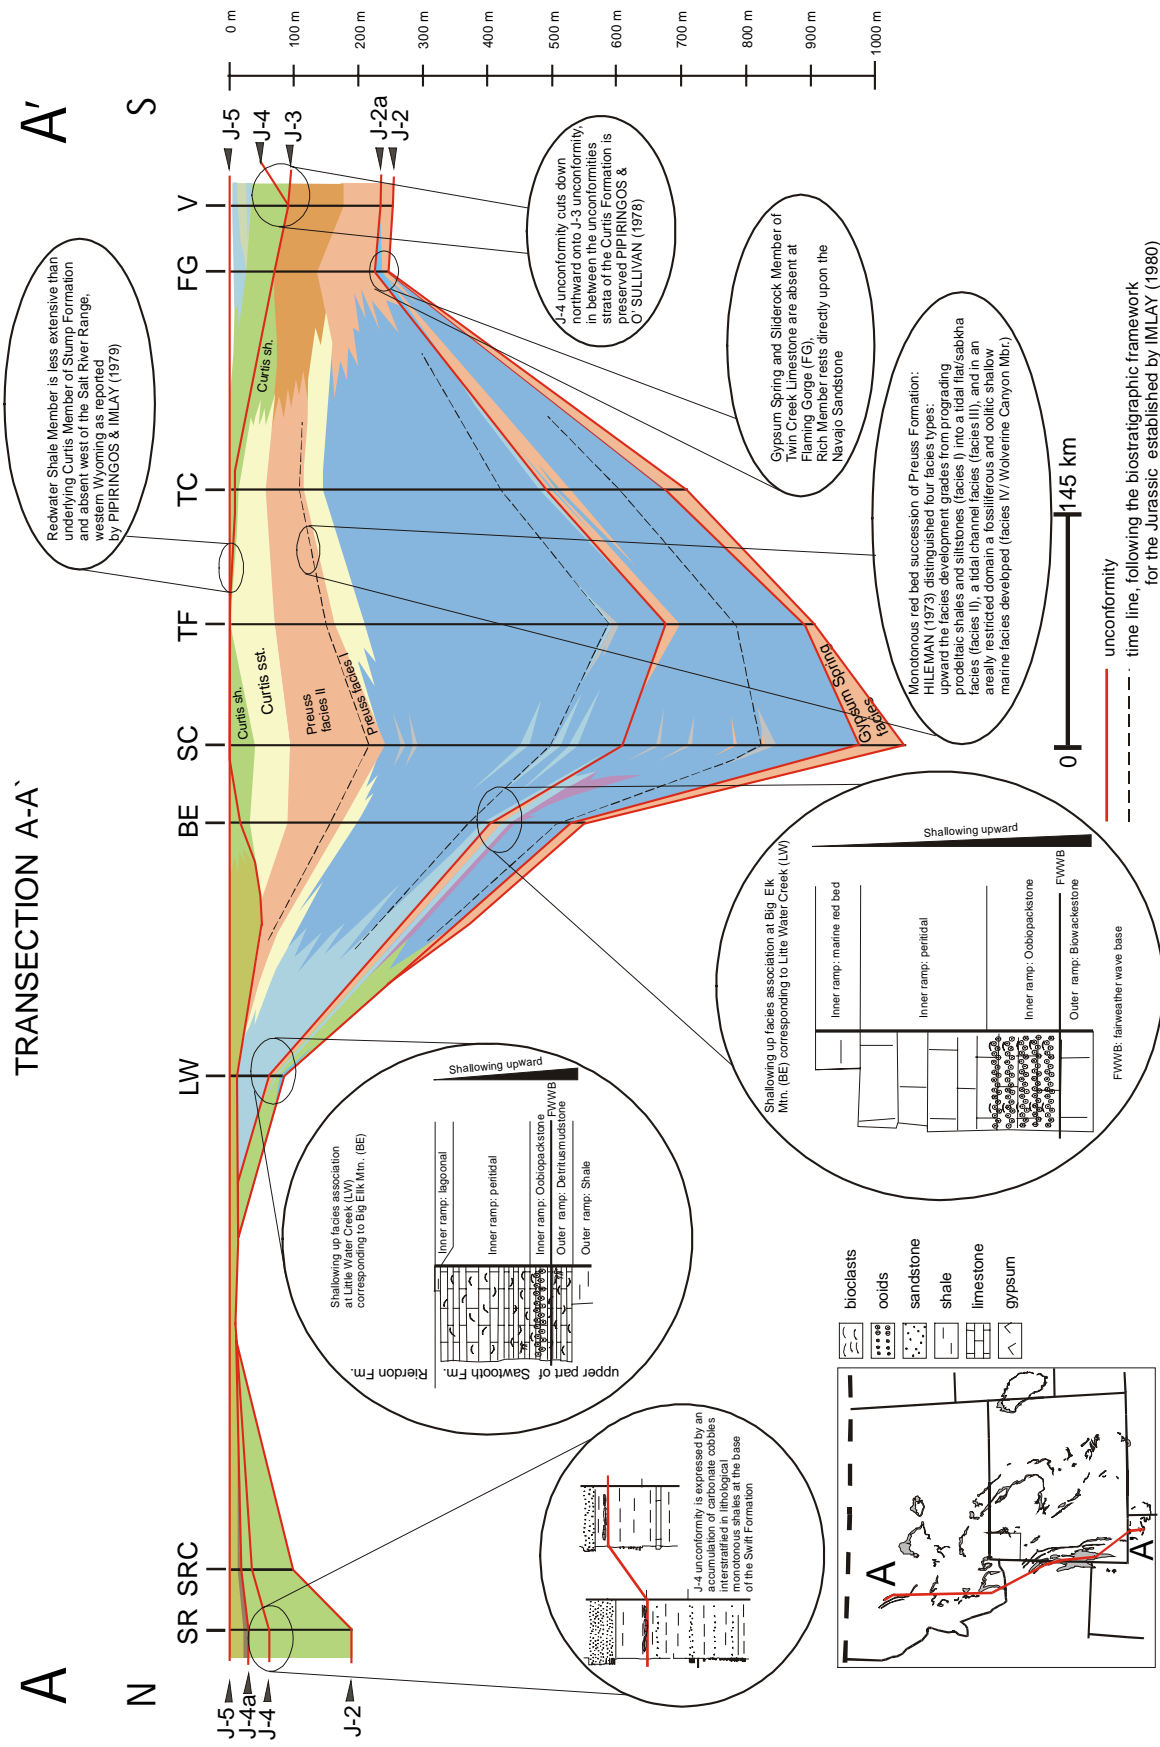 TRANSECTION A-A`
A
A'
N
S
SR
SRC
LW
BE
SC
TF
TC
FG
V
0 m
100 m
200 m
300 m
400 m
500 m
600 m
700 m
800 m
900 m
1000 m
J-5
J-4a
J-4
J-2
J-5
J-4
J-3
J-2a
J-2
Curtis sh.
Curtis sst.
Preuss
facies II
Preuss facies I
Curtis sh.
Gypsum Spring
facies
Redwater Shale Member is less extensive than
underlying Curtis Member of Stump Formation
and absent west of the Salt River Range,
western Wyoming as reported
by PIPIRINGOS & IMLAY (1979)
J-4 unconformity cuts down
northward onto J-3 unconformity,
in between the unconformities
strata of the Curtis Formation is
preserved PIPIRINGOS &
O' SULLIVAN (1978)
Gypsum Spring and Sliderock Member of
Twin Creek Limestone are absent at
Flaming Gorge (FG),
Rich Member rests directly upon the
Navajo Sandstone
Monotonous red bed succession of Preuss Formation:
HILEMAN (1973) distinguished four facies types:
upward the facies development grades from prograding
prodeltaic shales and siltstones (facies I) into a tidal flat/sabkha
facies (facies II), a tidal channel facies (facies III), and in an
areally restricted domain a fossiliferous and oolitic shallow
marine facies developed (facies IV/ Wolverine Canyon Mbr.)
0
145 km
unconformity
time line, following the biostratigraphic framework
for the Jurassic established by IMLAY (1980)
Shallowing up facies association at Big Elk
Mtn. (BE) corresponding to Litte Water Creek (LW)
Inner ramp: marine red bed
Inner ramp: peritidal
Inner ramp: Oobiopackstone
FWWB
Outer ramp: Biowackestone
Shallowing upward
FWWB: fairweather wave base
Shallowing up facies association
at Little Water Creek (LW)
corresponding to Big Ellk Mtn. (BE)
Inner ramp: lagoonal
Inner ramp: peritidal
Inner ramp: Oobiopackstone
FWWB
Outer ramp: Detritusmudstone
Outer ramp: Shale
Shallowing upward
Rierdon Fm.
upper part of Sawtooth Fm.
J-4 unconformity is expressed by an
accumulation of carbonate cobbles
interstratified in lithological
monotonous shales at the base
of the Swift Formation
bioclasts
ooids
sandstone
shale
limestone
gypsum
A
A'